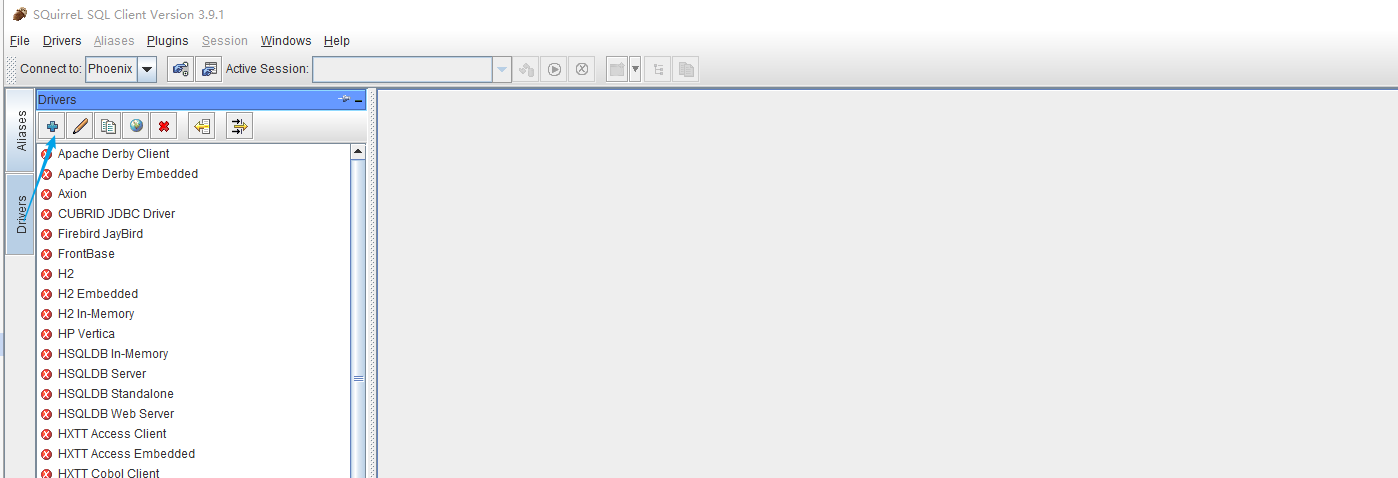 SQuirreL SQL Client Version 3.9.1
File Drivers Aliases Plugins Session Windows Help
Connect to: Phoenix Active Session:
Drivers
Aliases
Drivers
Apache Derby Client
Apache Derby Embedded
Axion
CUBRID JDBC Driver
Firebird JayBird
FrontBase
H2
H2 Embedded
H2 In-Memory
HP Vertica
HSQLDB In-Memory
HSQLDB Server
HSQLDB Standalone
HSQLDB Web Server
HXTT Access Client
HXTT Access Embedded
HXTT Cobol Client